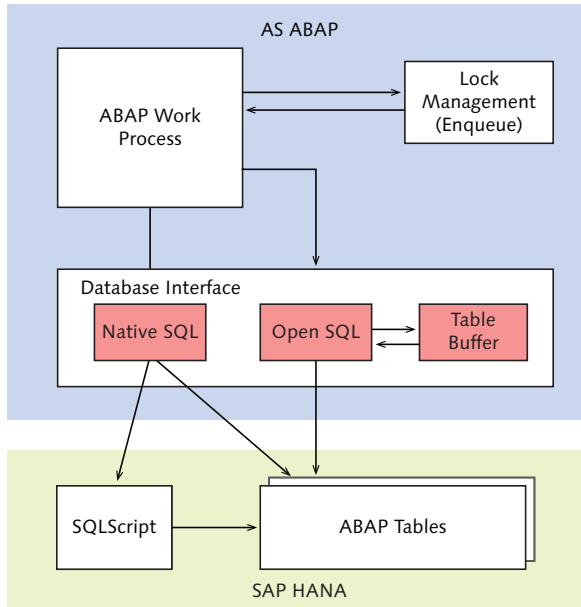 AS ABAP
ABAP Work
Process
Lock
Management
(Enqueue)
Database Interface
Native SQL
Open SQL
Table
Buffer
SQLScript
ABAP Tables
SAP HANA